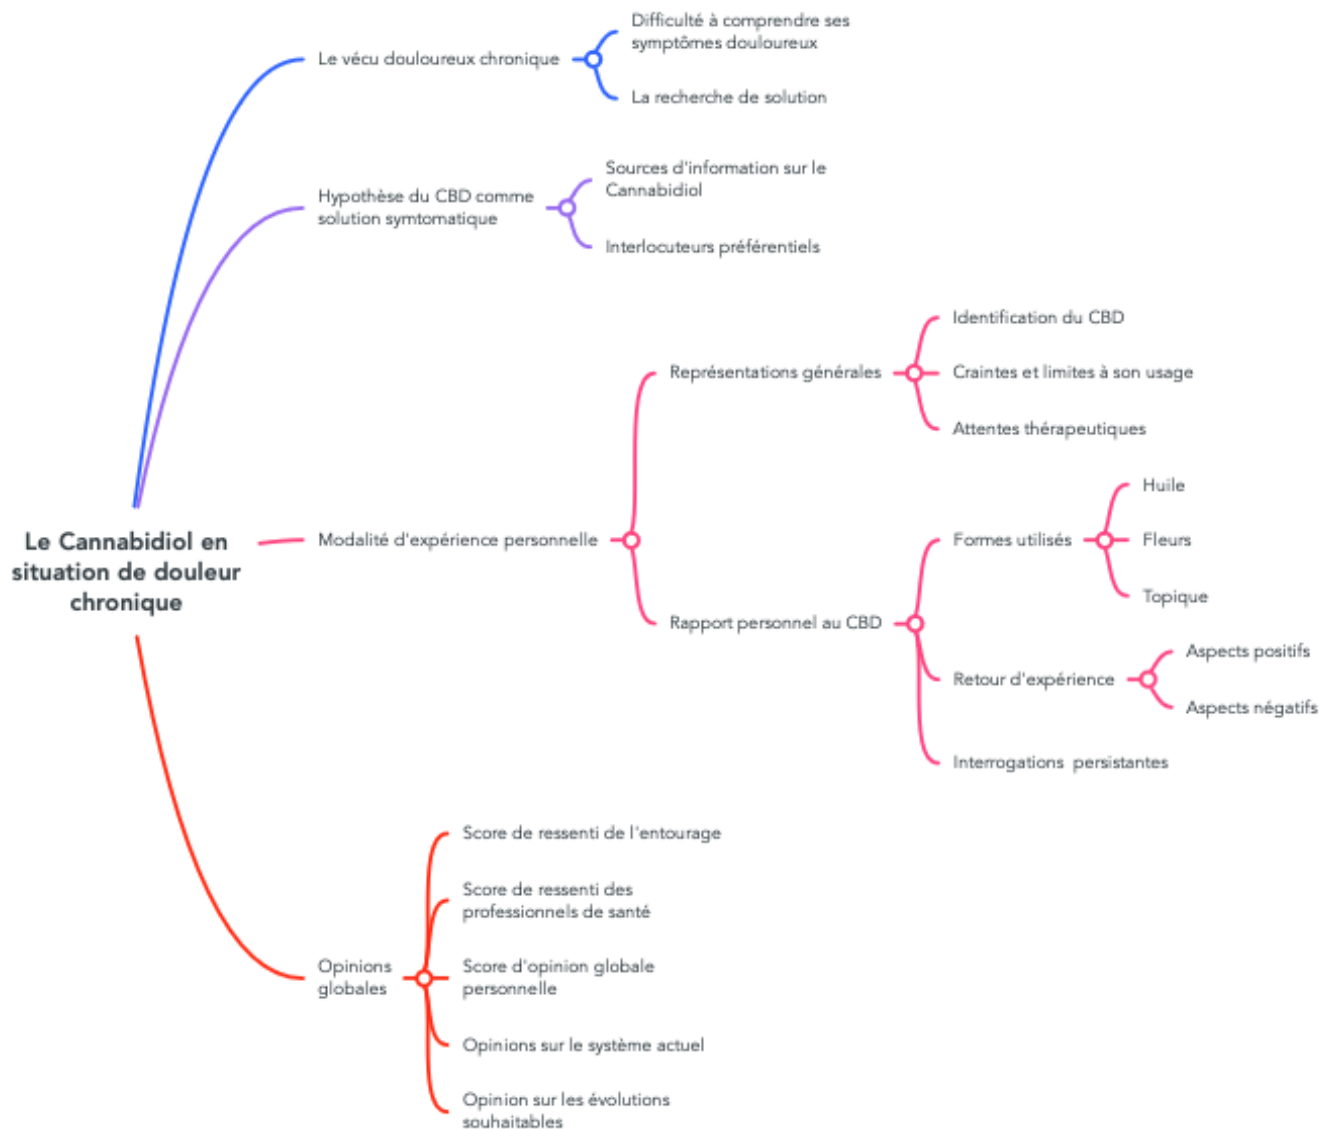 Difficulté à comprendre ses
symptômes douloureux
Le vécu douloureux chronique
La recherche de solution
Sources d'information sur le
Cannabidiol
Hypothèse du CBD comme
solution symtomatique
Interlocuteurs préférentiels
Identification du CBD
Représentations générales
Craintes et limites à son usage
Attentes thérapeutiques
Huile
Le Cannabidiol en
situation de douleur
chronique
Modalité d'expérience personnelle
Formes utilisés
Fleurs
Topique
Rapport personnel au CBD
Aspects positifs
Retour d'expérience
Aspects négatifs
Interrogations  persistantes
Score de ressenti de l'entourage
Score de ressenti des
professionnels de santé
Opinions
globales
Score d'opinion globale
personnelle
Opinions sur le système actuel
Opinion sur les évolutions
souhaitables